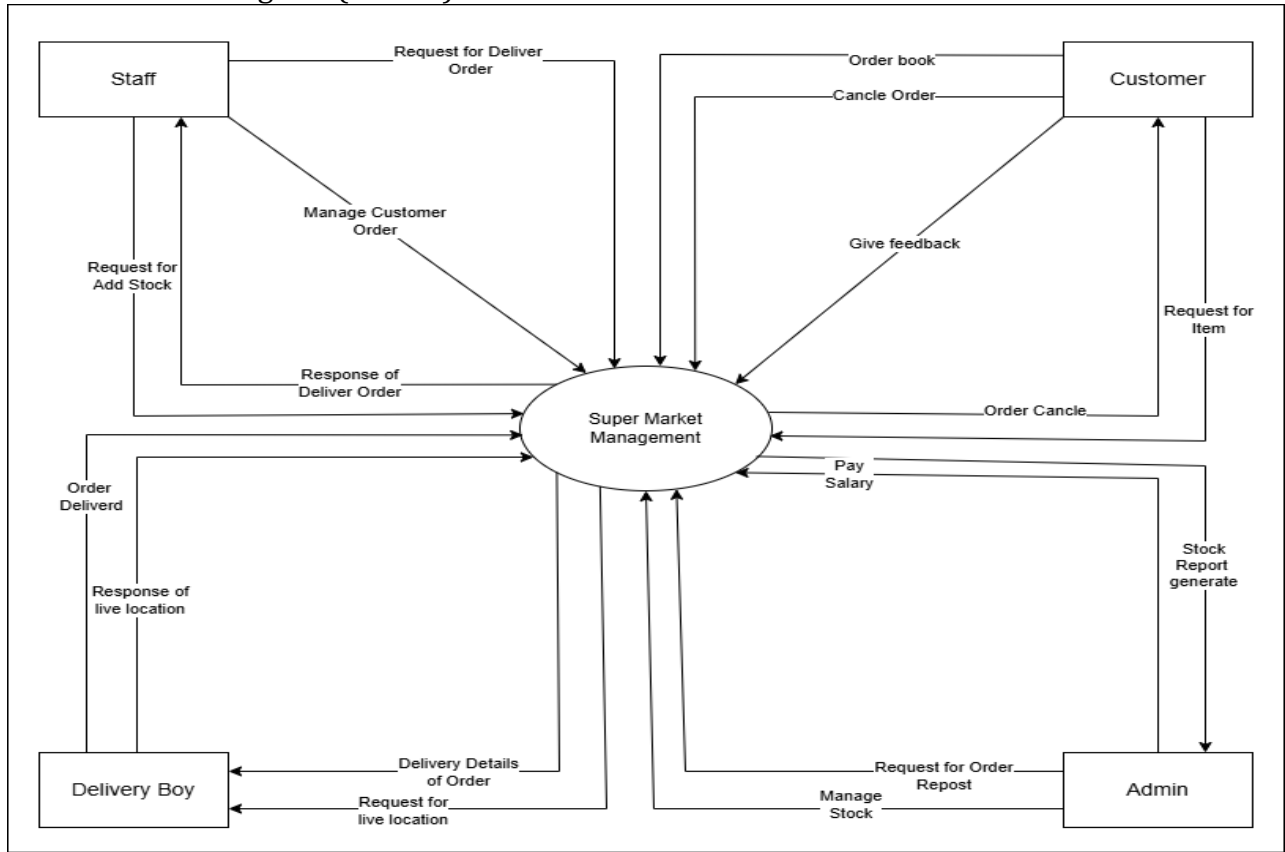 Staff
Request for Deliver
Order
Order book
Cancle Order
Customer
Manage Customer
Order
Give feedback
Request for
Add Stock
Request for
Item
Response of
Deliver Order
Super Market
Management
Order Cancle
Order
Deliverd
Pay
Salary
Stock
Report
generate
Response of
live location
Delivery Boy
Delivery Details
of Order
Request for
live location
Request for Order
Repost
Manage
Stock
Admin